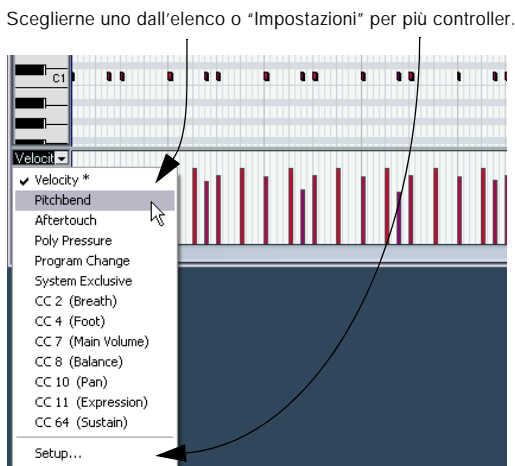 Sceglierne uno dall'elenco o "Impostazioni" per più controller.
C1
Velocit
Velocity *
Pitchbend
Aftertouch
Poly Pressure
Program Change
System Exclusive
CC 2 (Breath)
CC 4 (Foot)
CC 7 (Main Volume)
CC 8 (Balance)
CC 10 (Pan)
CC 11 (Expression)
CC 64 (Sustain)
Setup...